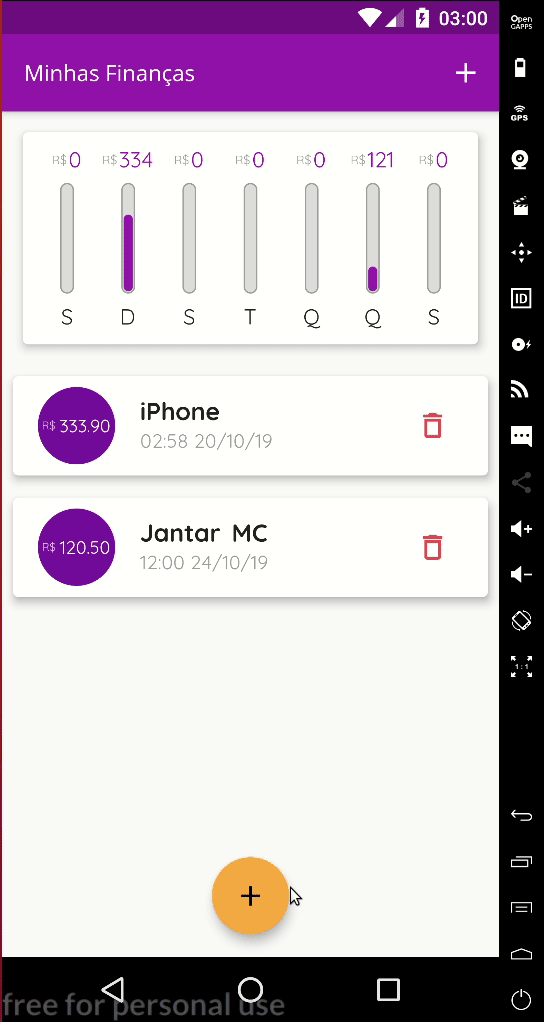 03:00
Open GAPPS
Minhas Finanças +
GPS
R$0 R$334 R$0 R$0 R$0 R$121 R$0
S D S T Q Q S
ID
R$ 333.90
iPhone
02:58 20/10/19
R$ 120.50
Jantar MC
12:00 24/10/19
1:1
+
free for personal use